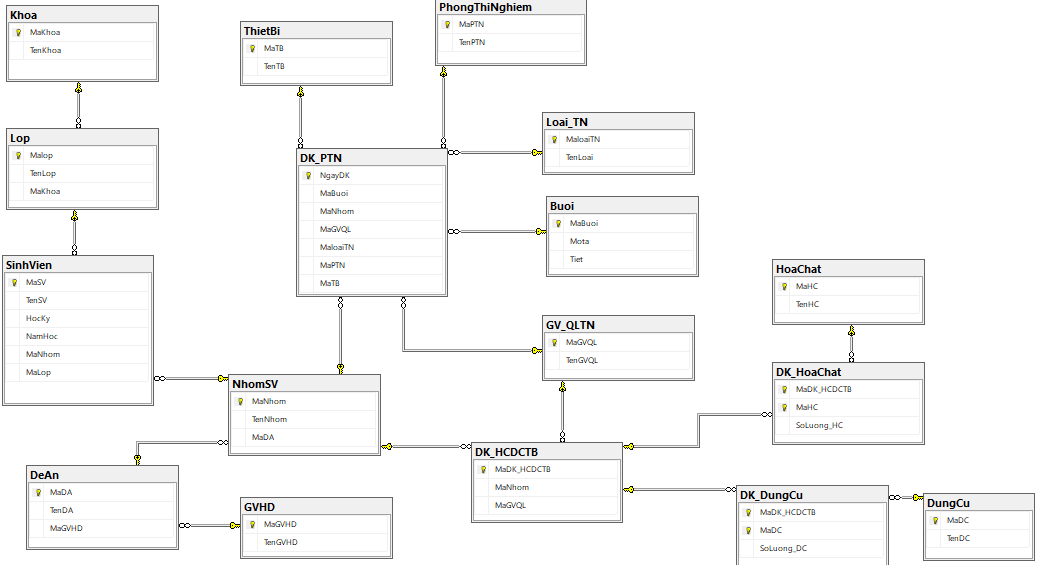 Khoa
MaKhoa
TenKhoa
ThietBi
MaTB
TenTB
PhongThiNghiem
MaPTN
TenPTN
Lop
Malop
TenLop
MaKhoa
Loai_TN
MaloaiTN
TenLoai
DK_PTN
NgayDK
MaBuoi
MaNhom
MaGVQL
MaloaiTN
MaPTN
MaTB
Buoi
MaBuoi
Mota
Tiet
SinhVien
MaSV
TenSV
HocKy
NamHoc
MaNhom
MaLop
HoaChat
MaHC
TenHC
GV_QLTN
MaGVQL
TenGVQL
DK_HoaChat
MaDK_HCDCTB
MaHC
SoLuong_HC
NhomSV
MaNhom
TenNhom
MaDA
DK_HCDCTB
MaDK_HCDCTB
MaNhom
MaGVQL
DeAn
MaDA
TenDA
MaGVHD
GVHD
MaGVHD
TenGVHD
DK_DungCu
MaDK_HCDCTB
MaDC
SoLuong_DC
DungCu
MaDC
TenDC